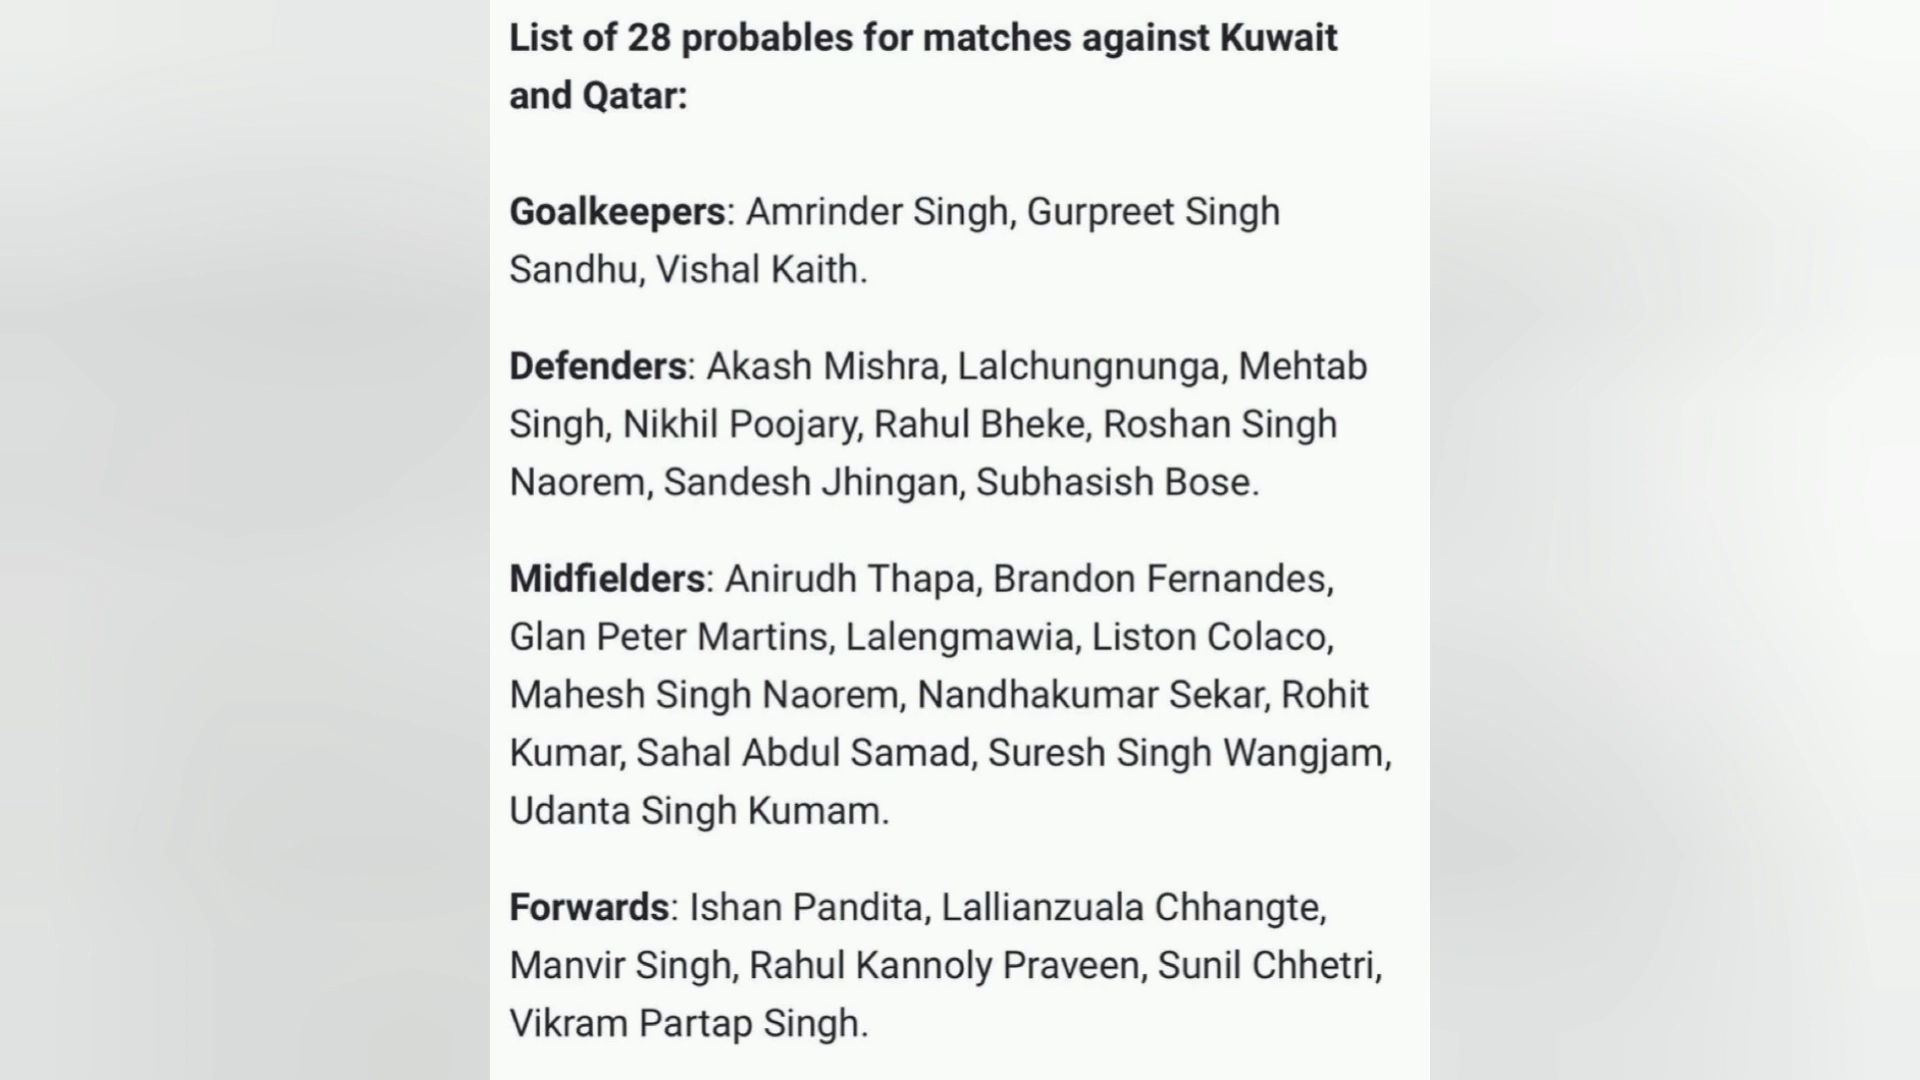 List of 28 probables for matches against Kuwait
and Qatar:
Goalkeepers: Amrinder Singh, Gurpreet Singh
Sandhu, Vishal Kaith.
Defenders: Akash Mishra, Lalchungnunga, Mehtab
Singh, Nikhil Poojary, Rahul Bheke, Roshan Singh
Naorem, Sandesh Jhingan, Subhasish Bose.
Midfielders: Anirudh Thapa, Brandon Fernandes,
Glan Peter Martins, Lalengmawia, Liston Colaco,
Mahesh Singh Naorem, Nandhakumar Sekar, Rohit
Kumar, Sahal Abdul Samad, Suresh Singh Wangjam,
Udanta Singh Kumam.
Forwards: Ishan Pandita, Lallianzuala Chhangte,
Manvir Singh, Rahul Kannoly Praveen, Sunil Chhetri,
Vikram Partap Singh.